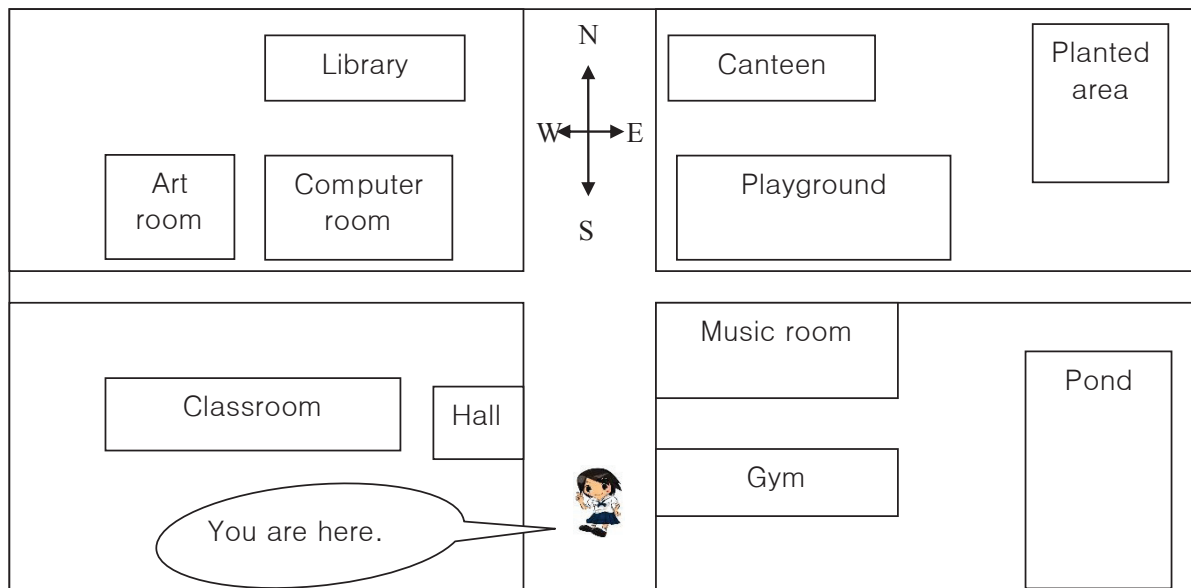 N
Library
Canteen
Planted
area
W
E
Art
room
Computer
room
Playground
S
Music room
Classroom
Hall
Pond
Gym
You are here.